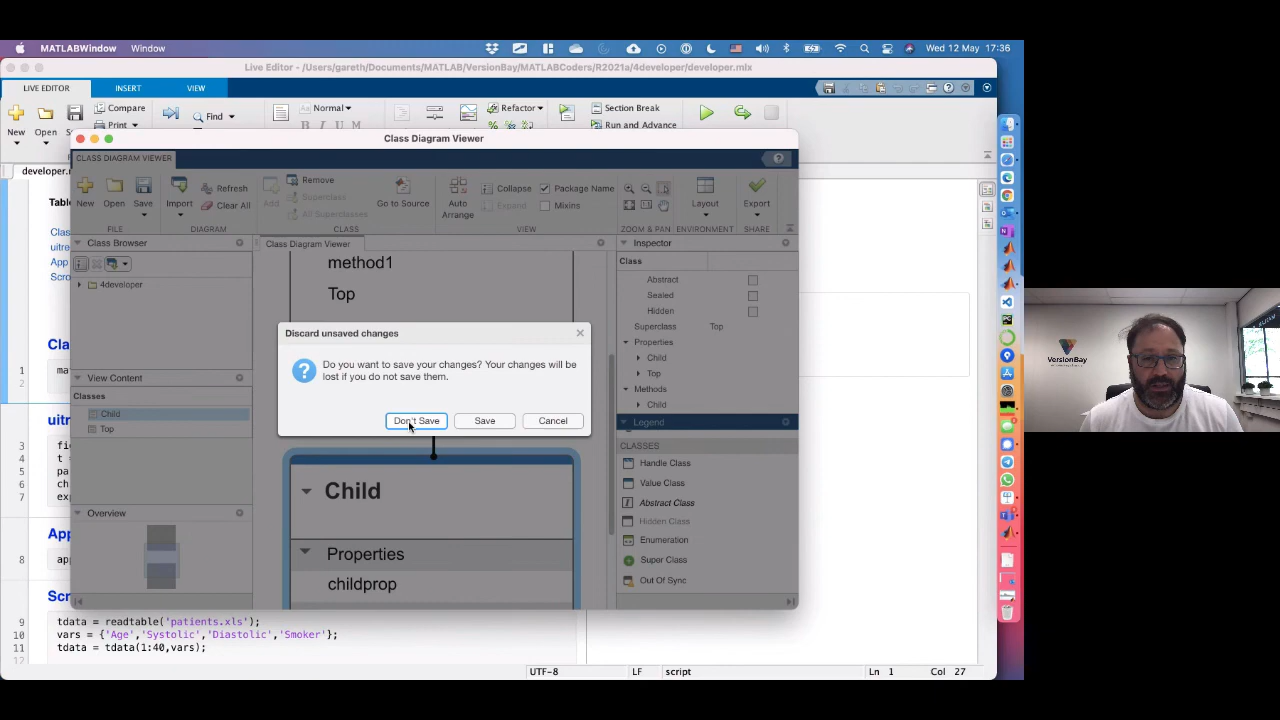 MATLABWindow Window
Wed 12 May 17:36
Live Editor - /Users/gareth/Documents/MATLAB/VersionBay/MATLABCoders/R2021a/4developer/developer.mlx
LIVE EDITOR INSERT VIEW
New Open Compare Print Find Normal B I U M Refactor Section Break Run and Advance
Class Diagram Viewer
CLASS DIAGRAM VIEWER
New Open Save Import Refresh Clear All Add Remove Superclass All Superclasses Go to Source Auto Arrange Collapse Expand Package Name Mixins Layout Export
FILE DIAGRAM CLASS VIEW ZOOM & PAN ENVIRONMENT SHARE
Class Browser
4developer
View Content
Classes
Child
Top
Overview
Class Diagram Viewer
method1
Top
Discard unsaved changes
Do you want to save your changes? Your changes will
be lost if you do not save them.
Don't Save Save Cancel
Child
Properties
childprop
Inspector
Class
Abstract
Sealed
Hidden
Superclass Top
Properties
Child
Top
Methods
Child
Legend
CLASSES
Handle Class
Value Class
Abstract Class
Hidden Class
Enumeration
Super Class
Out Of Sync
9 tdata = readtable('patients.xls');
10 vars = {'Age','Systolic','Diastolic','Smoker'};
11 tdata = tdata(1:40,vars);
12
UTF-8 LF script Ln 1 Col 27
VersionBay